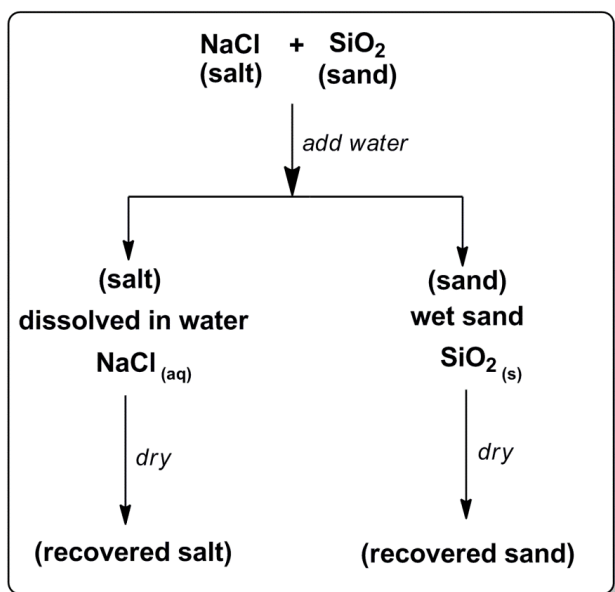 NaCl + SiO2
(salt) (sand)
add water
(salt)
dissolved in water
NaCl (aq)
(sand)
wet sand
SiO2 (s)
dry
dry
(recovered salt)
(recovered sand)